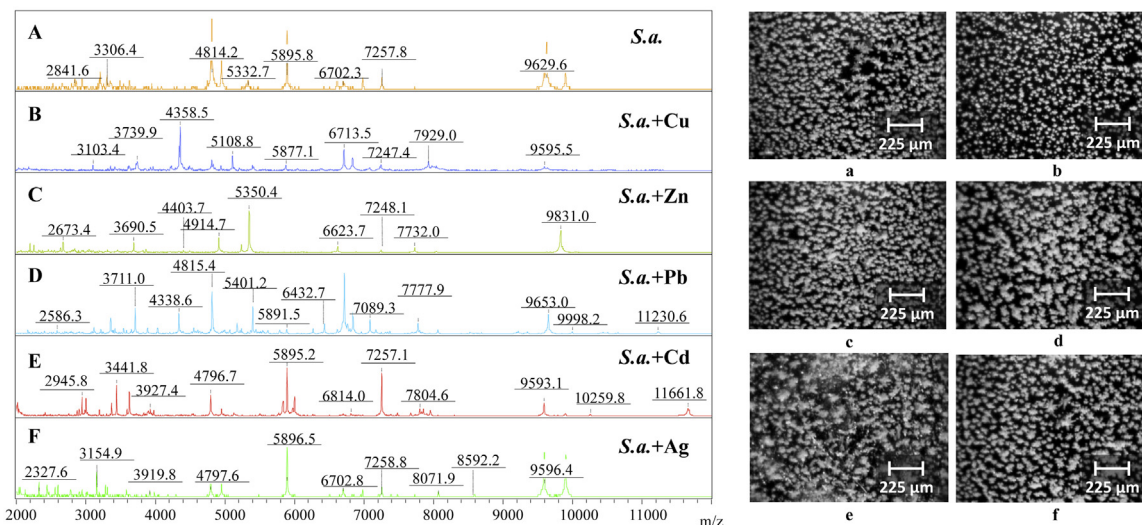 A
S.a.
2841.6
3306.4
4814.2
5332.7
5895.8
6702.3
7257.8
9629.6
B
S.a.+Cu
3103.4
3739.9
4358.5
5108.8
5877.1
6713.5
7247.4
7929.0
9595.5
C
S.a.+Zn
2673.4
3690.5
4403.7
4914.7
5350.4
6623.7
7248.1
7732.0
9831.0
D
S.a.+Pb
2586.3
3711.0
4338.6
4815.4
5401.2
5891.5
6432.7
7089.3
7777.9
9653.0
9998.2
11230.6
E
S.a.+Cd
2945.8
3441.8
3927.4
4796.7
5895.2
6814.0
7257.1
7804.6
9593.1
10259.8
11661.8
F
S.a.+Ag
2327.6
3154.9
3919.8
4797.6
5896.5
6702.8
7258.8
8071.9
8592.2
9596.4
2000 3000 4000 5000 6000 7000 8000 9000 10000 11000
m/z
225 µm
a
225 µm
b
225 µm
c
225 µm
d
225 µm
e
225 µm
f